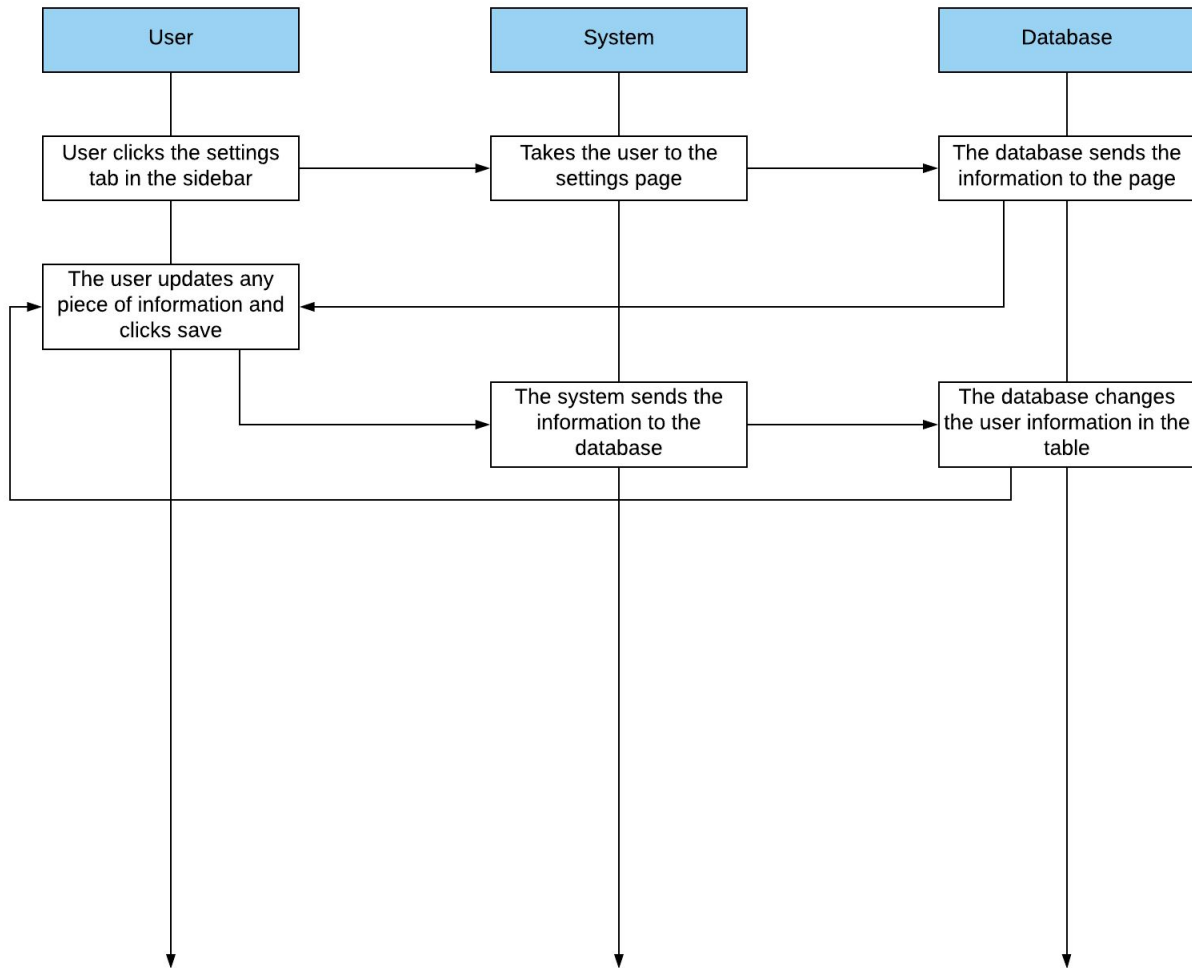 User
System
Database
User clicks the settings
tab in the sidebar
Takes the user to the
settings page
The database sends the
information to the page
The user updates any
piece of information and
clicks save
The system sends the
information to the
database
The database changes
the user information in the
table